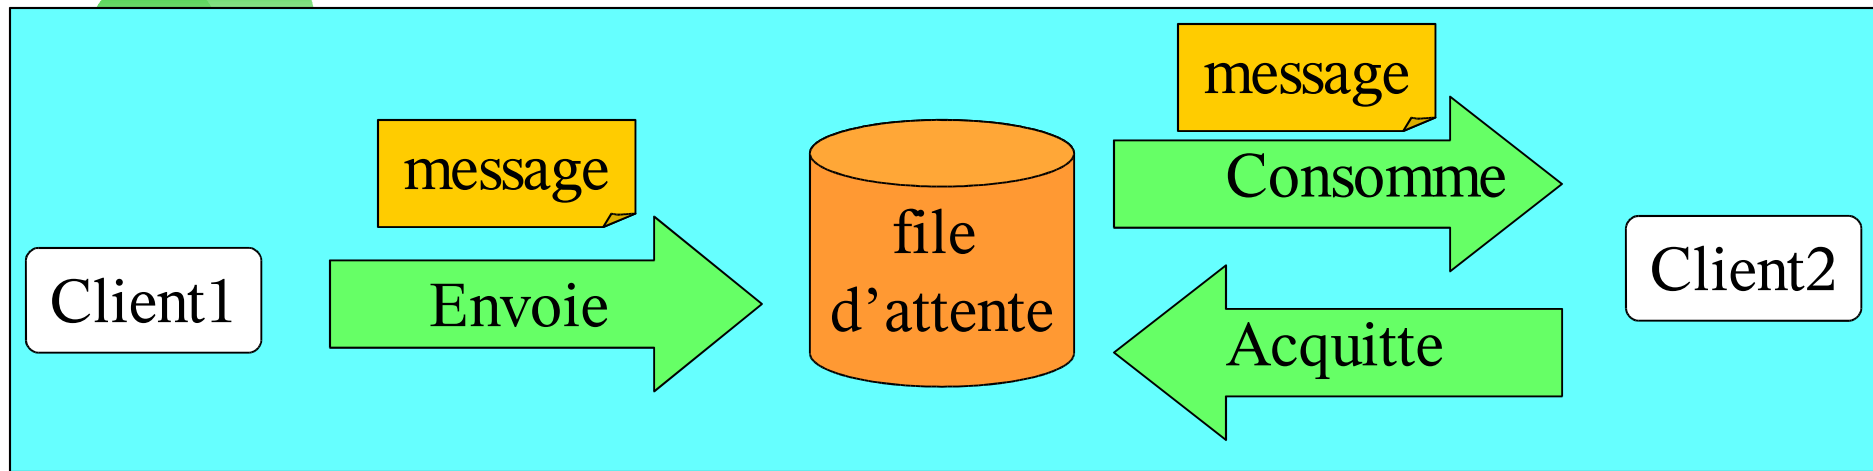 Client1
message
Envoie
file
d’attente
message
Consomme
Acquitte
Client2